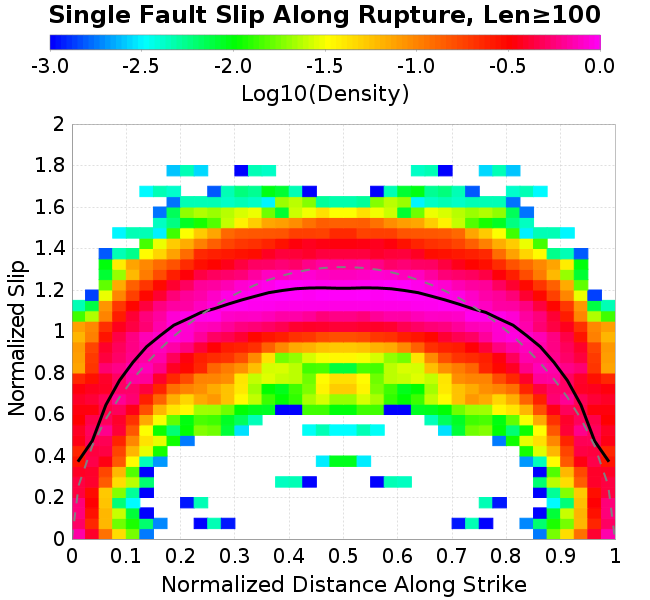 Single Fault Slip Along Rupture, Len≥100
-3.0 -2.5 -2.0 -1.5 -1.0 -0.5 0.0
Log10(Density)
2
1.8
1.6
1.4
1.2
1
0.8
0.6
0.4
0.2
0
Normalized Slip
0 0.1 0.2 0.3 0.4 0.5 0.6 0.7 0.8 0.9 1
Normalized Distance Along Strike